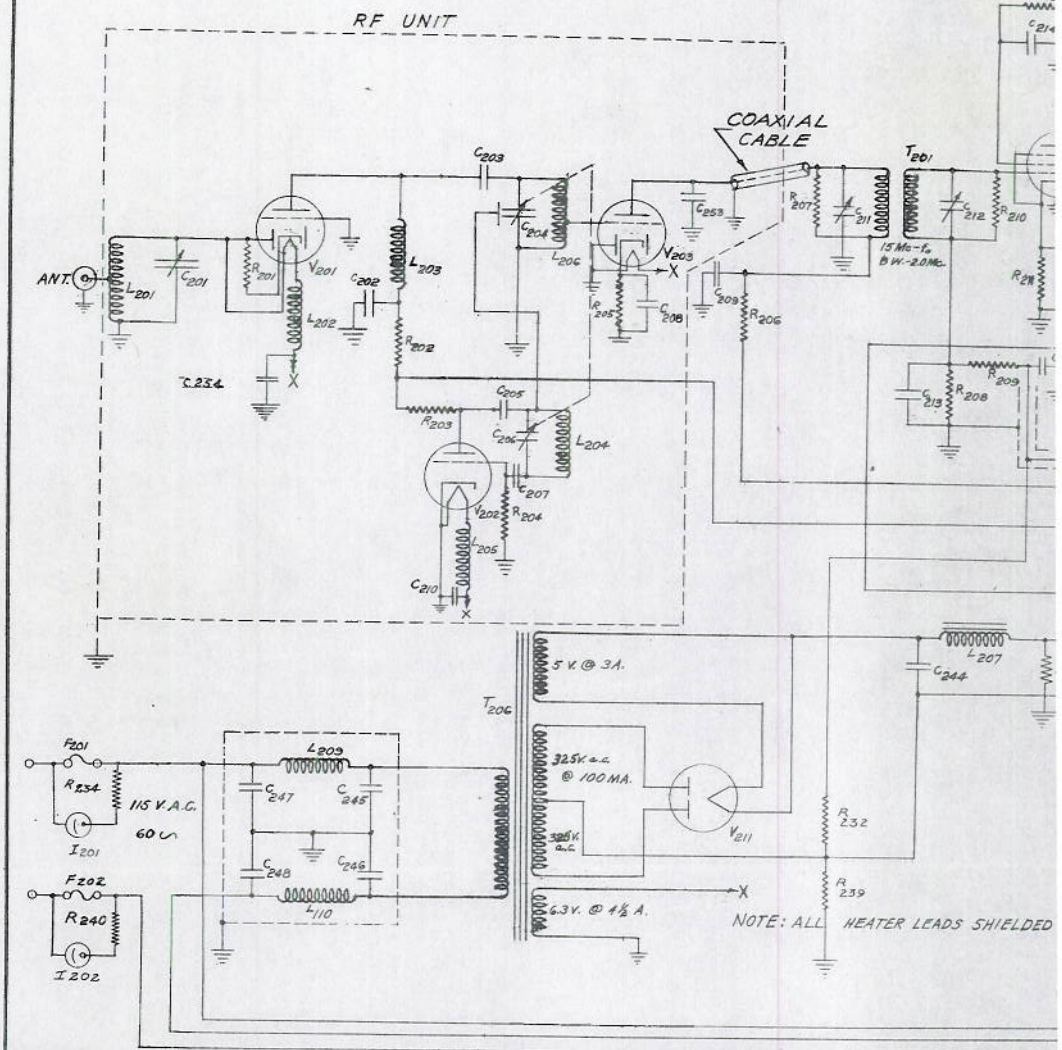 RF UNIT
C214
COAXIAL
CABLE
C203
T201
C204
C253
R207
C211
C212
R210
ANT.
L201
C201
R201
V201
L203
L206
V203
15 Mc-f₀
B.W.-2.0Mc.
L202
C202
R205
C208
C209
R206
R211
R202
C234
C205
R209
R203
C206
L204
C213
R208
C207
V202
R204
L205
C210
X
X
X
L207
C244
5 V. @ 3A.
T206
F201
L209
325V. a.c.
@ 100 MA.
R234
115 V.A.C.
C247
C245
60 ~
V211
R232
I201
325V.
a.c.
C248
C246
F202
R239
L110
X
R240
6.3V. @ 4½ A.
NOTE: ALL HEATER LEADS SHIELDED
I202